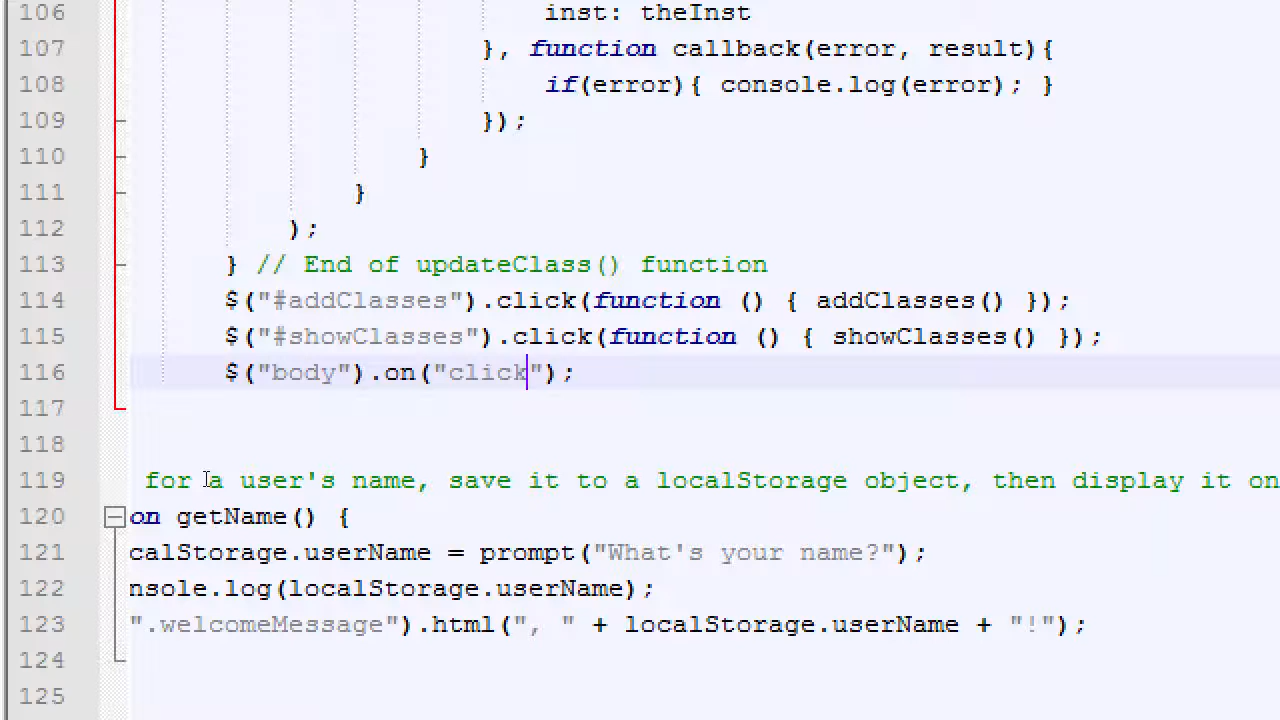 106 inst: theInst
107 }, function callback(error, result){
108 if(error){ console.log(error); }
109 });
110 }
111 }
112 );
113 } // End of updateClass() function
114 $("#addClasses").click(function () { addClasses() });
115 $("#showClasses").click(function () { showClasses() });
116 $("body").on("click");
117
118
119 for a user's name, save it to a localStorage object, then display it on
120 on getName() {
121 calStorage.userName = prompt("What's your name?");
122 nsole.log(localStorage.userName);
123 ".welcomeMessage").html(", " + localStorage.userName + "!");
124
125